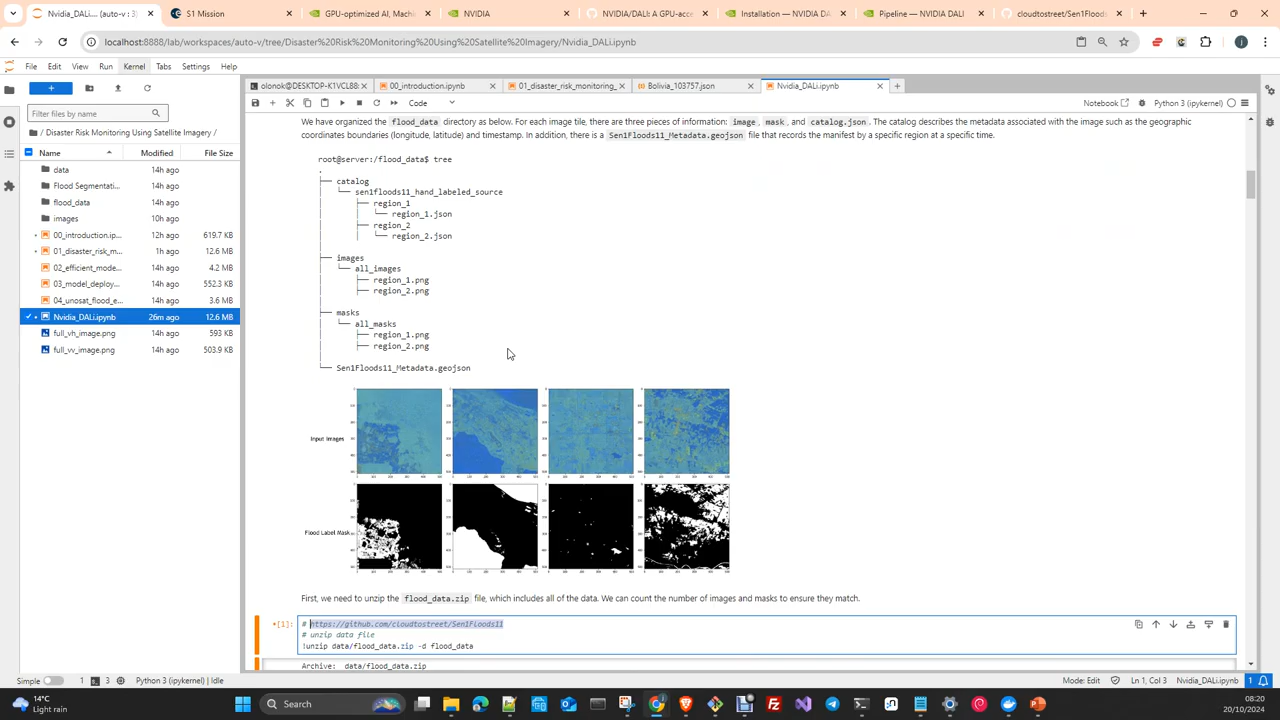 Nvidia_DALi.... (auto-v : 3)
S1 Mission
GPU-optimized AI, Machi
NVIDIA
NVIDIA/DALI: A GPU-acce
Installation — NVIDIA DA
Pipeline — NVIDIA DALI
cloudtostreet/Sen1Floods
localhost:8888/lab/workspaces/auto-v/tree/Disaster%20Risk%20Monitoring%20Using%20Satellite%20Imagery/Nvidia_DALi.ipynb
File Edit View Run Kernel Tabs Settings Help
olonok@DESKTOP-K1VCL88:
00_introduction.ipynb
01_disaster_risk_monitoring_
Bolivia_103757.json
Nvidia_DALi.ipynb
Code
Notebook
Python 3 (ipykernel)
Filter files by name
/ Disaster Risk Monitoring Using Satellite Imagery /
Name Modified File Size
data 14h ago
Flood Segmentati... 14h ago
flood_data 14h ago
images 10h ago
00_introduction.ip... 12h ago 619.7 KB
01_disaster_risk_m... 1h ago 12.6 MB
02_efficient_mode... 14h ago 4.2 MB
03_model_deploy... 14h ago 552.3 KB
04_unosat_flood_e... 14h ago 3.6 MB
Nvidia_DALi.ipynb 26m ago 12.6 MB
full_vh_image.png 14h ago 593 KB
full_vv_image.png 14h ago 503.9 KB
We have organized the flood_data directory as below. For each image tile, there are three pieces of information: image, mask, and catalog.json. The catalog describes the metadata associated with the image such as the geographic
coordinates boundaries (longitude, latitude) and timestamp. In addition, there is a Sen1Floods11_Metadata.geojson file that records the manifest by a specific region at a specific time.
root@server:/flood_data$ tree
.
├── catalog
│   └── sen1floods11_hand_labeled_source
│       ├── region_1
│       │   └── region_1.json
│       ├── region_2
│           └── region_2.json
├── images
│   └── all_images
│       ├── region_1.png
│       ├── region_2.png
├── masks
│   └── all_masks
│       ├── region_1.png
│       ├── region_2.png
└── Sen1Floods11_Metadata.geojson
Input Images
Flood Label Mask
First, we need to unzip the flood_data.zip file, which includes all of the data. We can count the number of images and masks to ensure they match.
[1]:
# https://github.com/cloudtostreet/Sen1Floods11
# unzip data file
!unzip data/flood_data.zip -d flood_data
Archive:  data/flood_data.zip
Simple
1
3
Python 3 (ipykernel) | Idle
Mode: Edit
Ln 1, Col 3
Nvidia_DALi.ipynb
1
14°C
Light rain
Search
08:20
20/10/2024